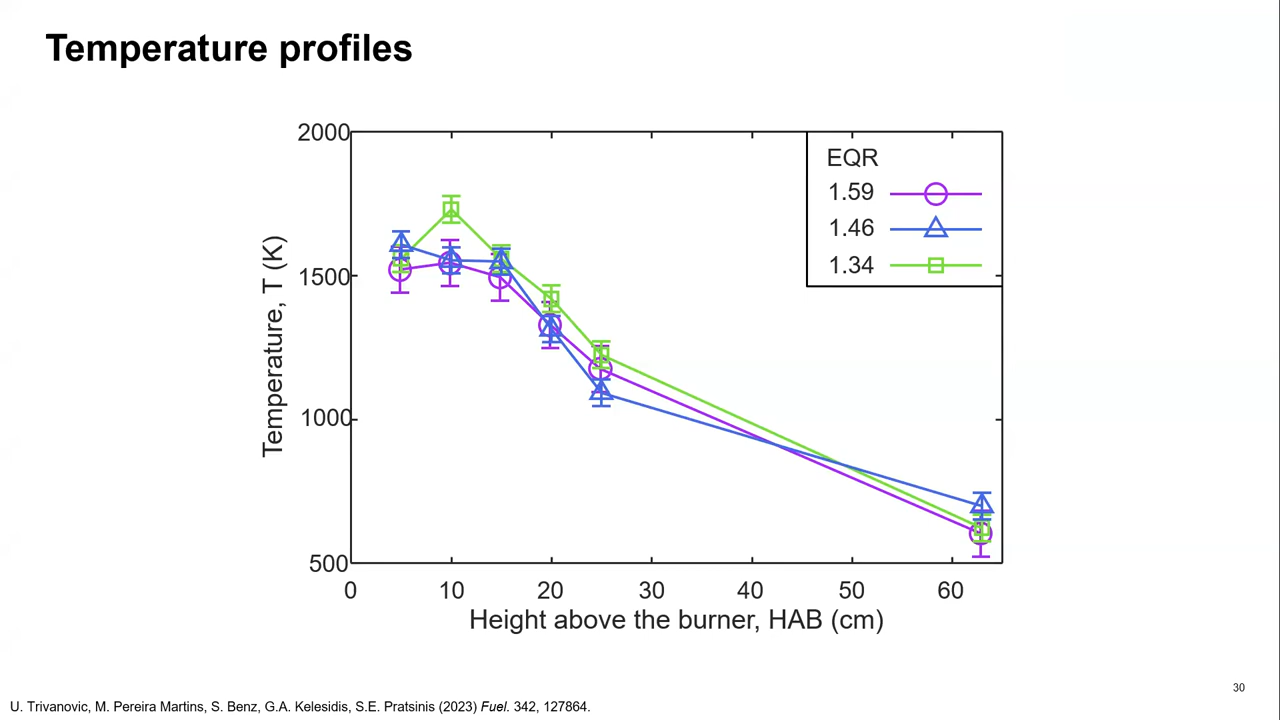 Temperature profiles
2000
1500
1000
500
Temperature, T (K)
EQR
1.59
1.46
1.34
0 10 20 30 40 50 60
Height above the burner, HAB (cm)
30
U. Trivanovic, M. Pereira Martins, S. Benz, G.A. Kelesidis, S.E. Pratsinis (2023) Fuel. 342, 127864.